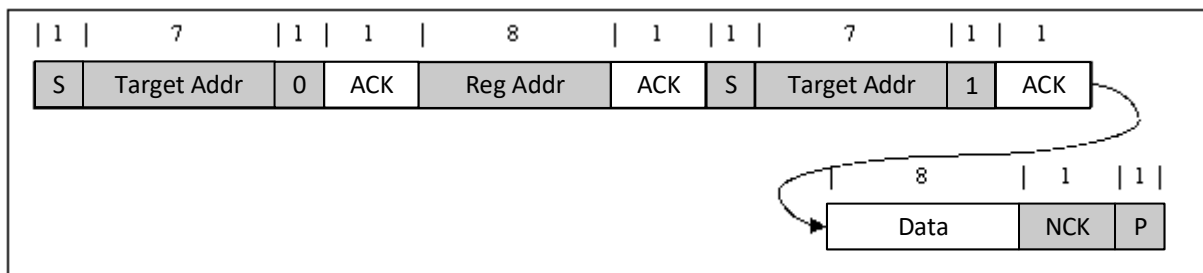 | 1 | 7 | 1 | 1 | 8 | 1 | 1 | 7 | 1 | 1
S Target Addr 0 ACK Reg Addr ACK S Target Addr 1 ACK
| 8 | 1 | 1 |
Data NCK P